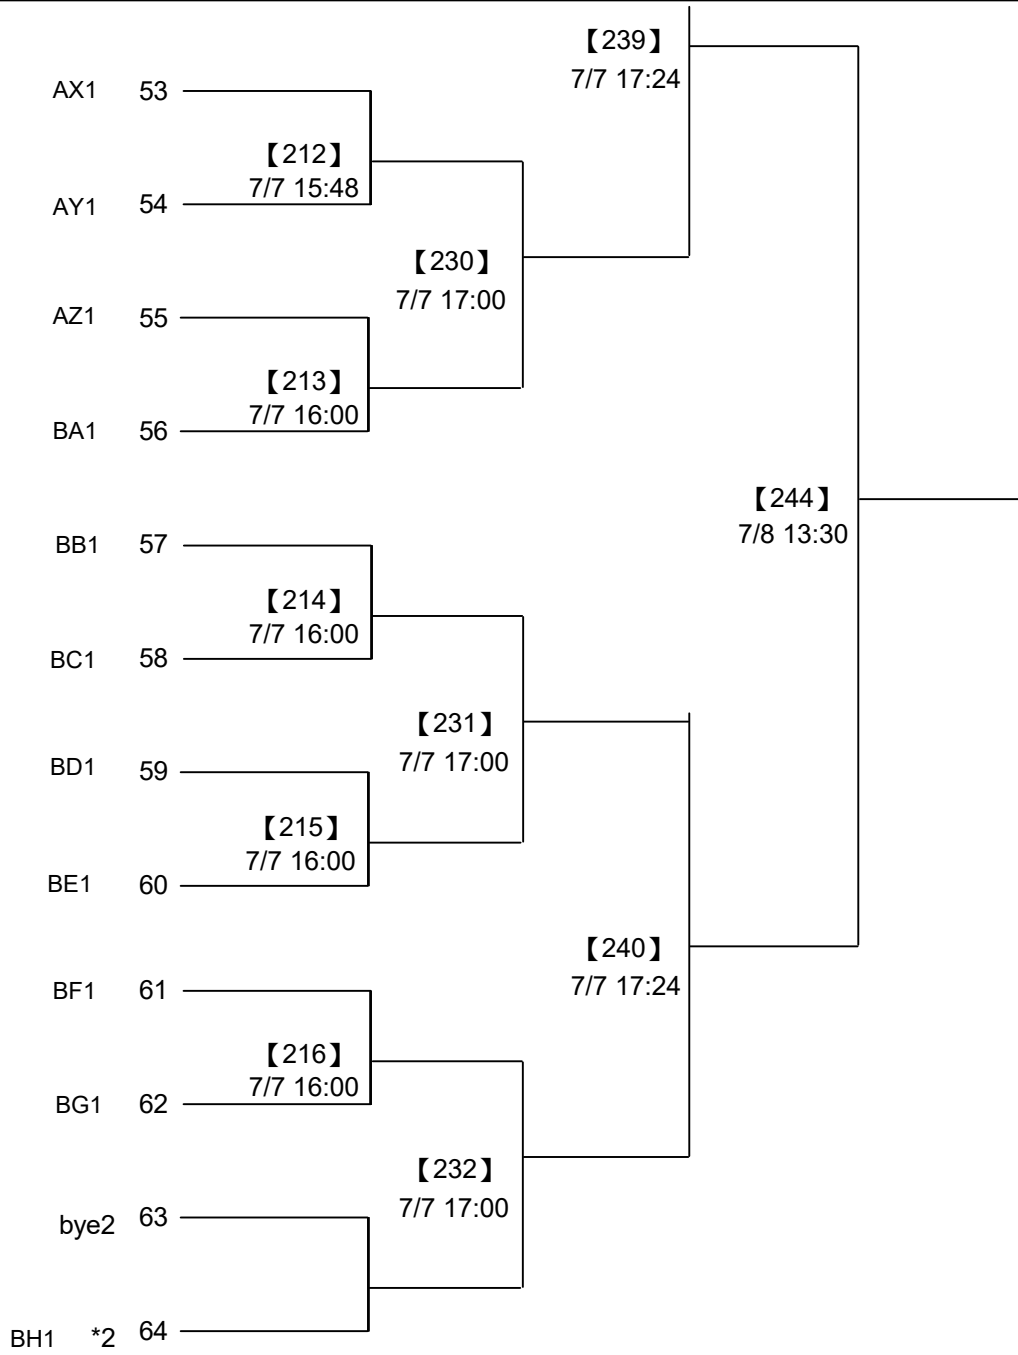 【239】
7/7 17:24
AX1 53
【212】
7/7 15:48
AY1 54
【230】
7/7 17:00
AZ1 55
【213】
7/7 16:00
BA1 56
【244】
7/8 13:30
BB1 57
【214】
7/7 16:00
BC1 58
【231】
7/7 17:00
BD1 59
【215】
7/7 16:00
BE1 60
【240】
7/7 17:24
BF1 61
【216】
7/7 16:00
BG1 62
【232】
7/7 17:00
bye2 63
BH1 *2 64